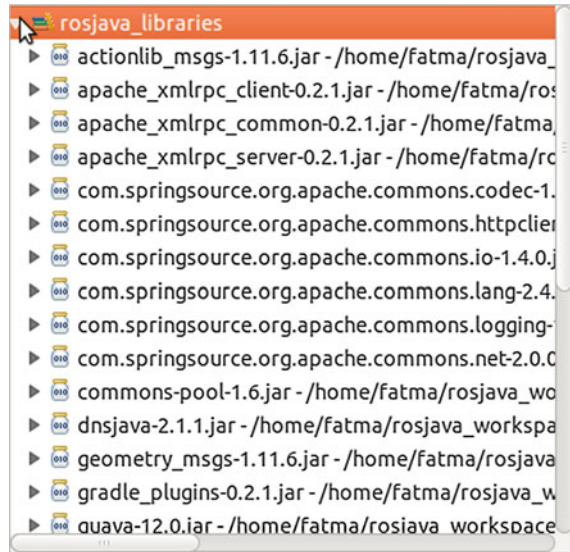 rosjava_libraries
actionlib_msgs-1.11.6.jar - /home/fatma/rosjava_
apache_xmlrpc_client-0.2.1.jar - /home/fatma/ros
apache_xmlrpc_common-0.2.1.jar - /home/fatma,
apache_xmlrpc_server-0.2.1.jar - /home/fatma/ro
com.springsource.org.apache.commons.codec-1.
com.springsource.org.apache.commons.httpclien
com.springsource.org.apache.commons.io-1.4.0.j
com.springsource.org.apache.commons.lang-2.4.
com.springsource.org.apache.commons.logging-
com.springsource.org.apache.commons.net-2.0.0
commons-pool-1.6.jar - /home/fatma/rosjava_wo
dnsjava-2.1.1.jar - /home/fatma/rosjava_workspa
geometry_msgs-1.11.6.jar - /home/fatma/rosjava
gradle_plugins-0.2.1.jar - /home/fatma/rosjava_w
guava-12.0.jar - /home/fatma/rosjava_workspace